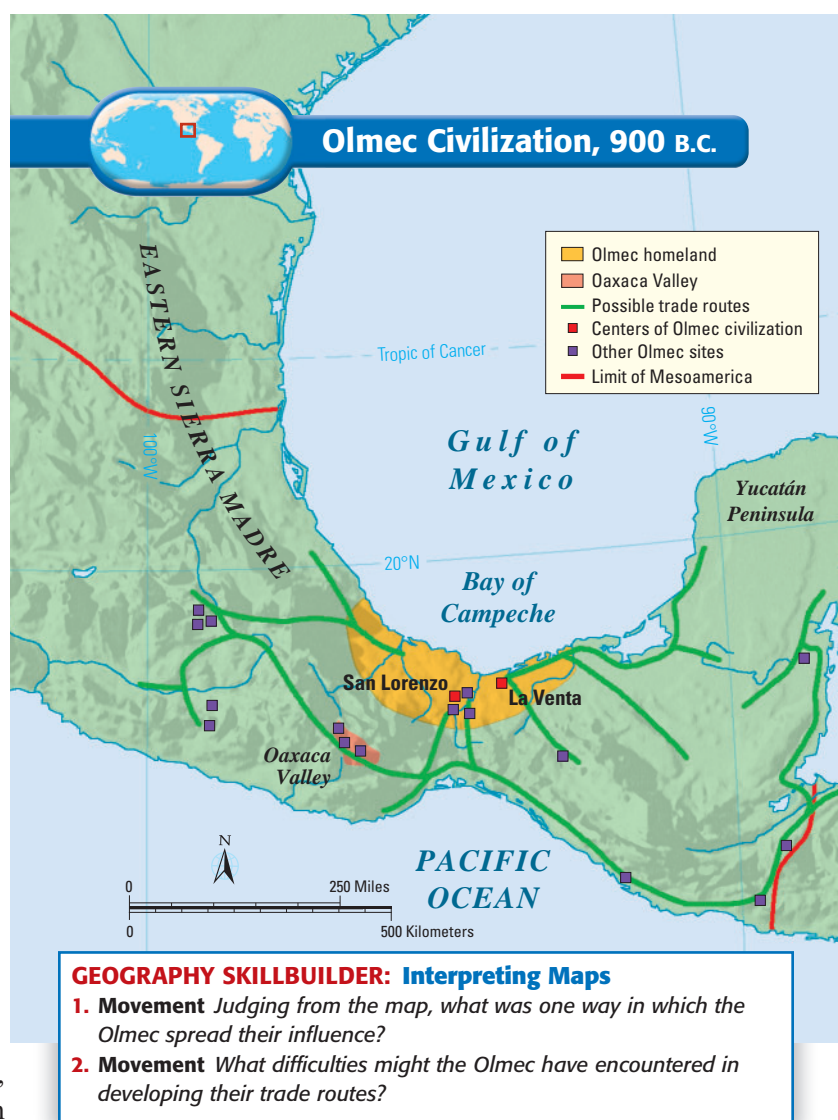 Olmec Civilization, 900 B.C.
Olmec homeland
Oaxaca Valley
Possible trade routes
Centers of Olmec civilization
Other Olmec sites
Limit of Mesoamerica
EASTERN SIERRA MADRE
Tropic of Cancer
100°W
90°W
Gulf of
Mexico
Yucatán
Peninsula
20°N
Bay of
Campeche
San Lorenzo
La Venta
Oaxaca
Valley
N
PACIFIC
OCEAN
0
250 Miles
0
500 Kilometers
GEOGRAPHY SKILLBUILDER: Interpreting Maps
1. Movement Judging from the map, what was one way in which the
Olmec spread their influence?
2. Movement What difficulties might the Olmec have encountered in
developing their trade routes?